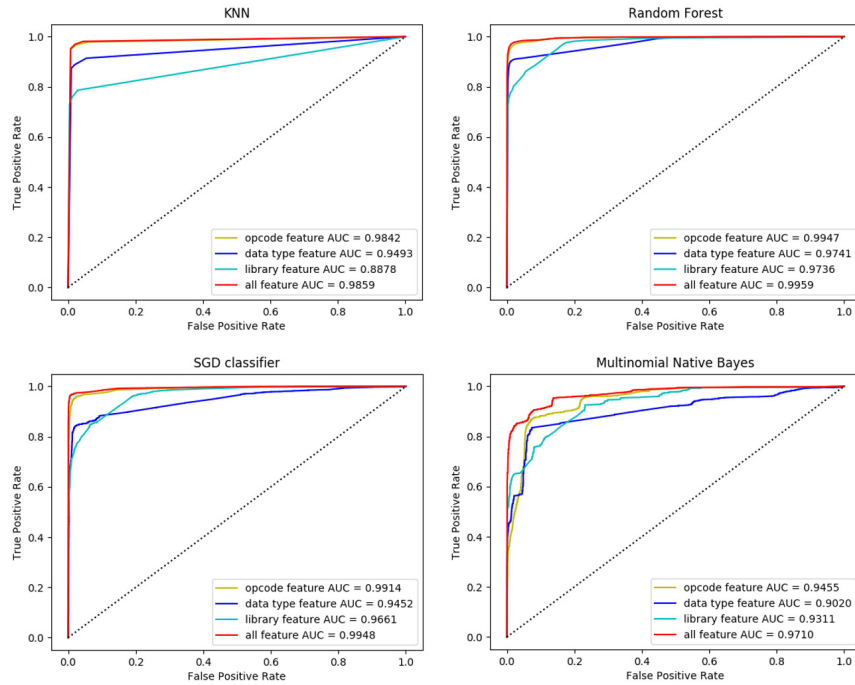 KNN
True Positive Rate
1.0
0.8
0.6
0.4
0.2
0.0
opcode feature AUC = 0.9842
data type feature AUC = 0.9493
library feature AUC = 0.8878
all feature AUC = 0.9859
0.0 0.2 0.4 0.6 0.8 1.0
False Positive Rate
Random Forest
True Positive Rate
1.0
0.8
0.6
0.4
0.2
0.0
opcode feature AUC = 0.9947
data type feature AUC = 0.9741
library feature AUC = 0.9736
all feature AUC = 0.9959
0.0 0.2 0.4 0.6 0.8 1.0
False Positive Rate
SGD classifier
True Positive Rate
1.0
0.8
0.6
0.4
0.2
0.0
opcode feature AUC = 0.9914
data type feature AUC = 0.9452
library feature AUC = 0.9661
all feature AUC = 0.9948
0.0 0.2 0.4 0.6 0.8 1.0
False Positive Rate
Multinomial Native Bayes
True Positive Rate
1.0
0.8
0.6
0.4
0.2
0.0
opcode feature AUC = 0.9455
data type feature AUC = 0.9020
library feature AUC = 0.9311
all feature AUC = 0.9710
0.0 0.2 0.4 0.6 0.8 1.0
False Positive Rate